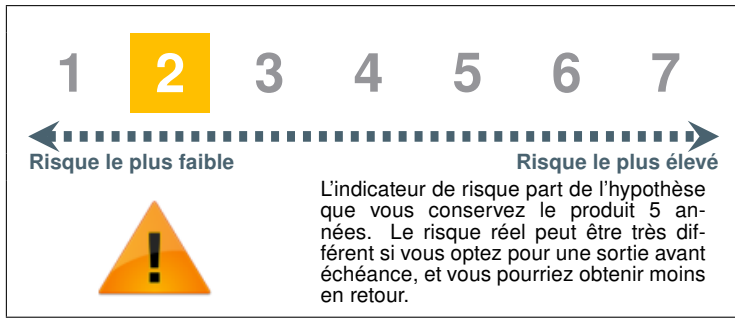 1 2 3 4 5 6 7
Risque le plus faible Risque le plus élevé
L'indicateur de risque part de l'hypothèse
que vous conservez le produit 5 an-
nées. Le risque réel peut être très dif-
férent si vous optez pour une sortie avant
échéance, et vous pourriez obtenir moins
en retour.